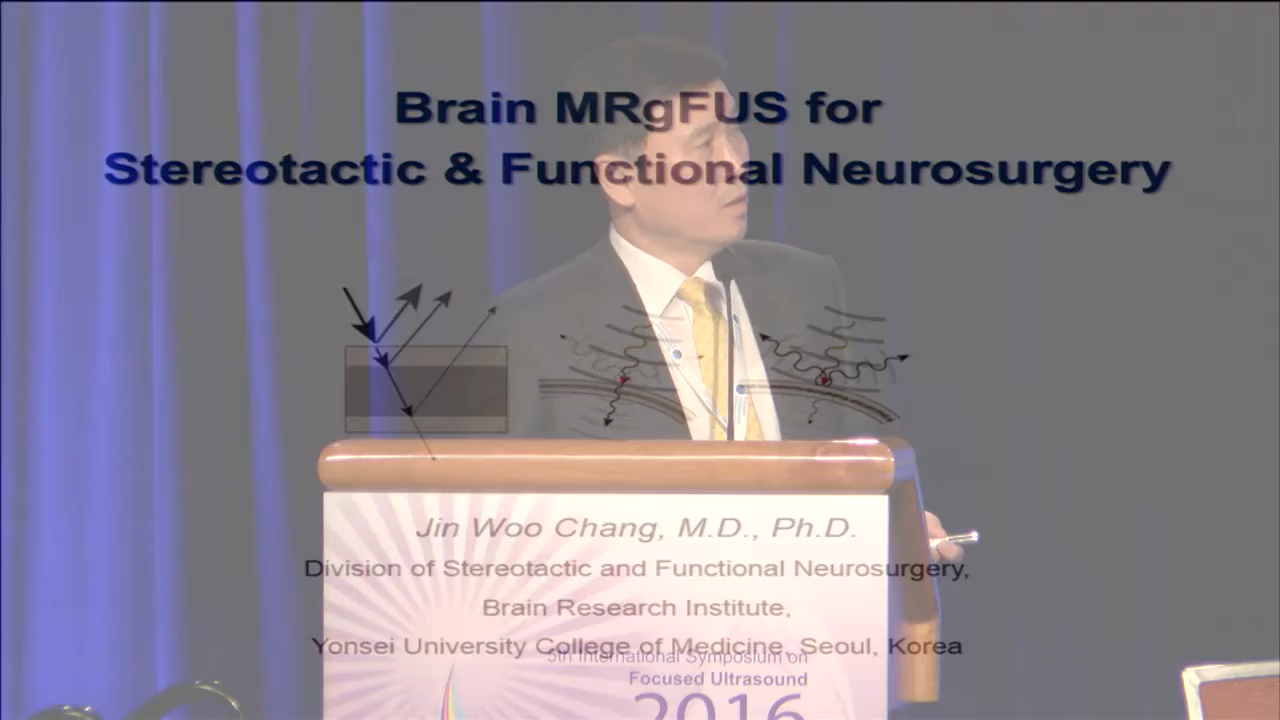 Brain MRgFUS for
Stereotactic & Functional Neurosurgery
Jin Woo Chang, M.D., Ph.D.
Division of Stereotactic and Functional Neurosurgery,
Brain Research Institute,
Yonsei University College of Medicine, Seoul, Korea
5th International Symposium on
Focused Ultrasound
2016